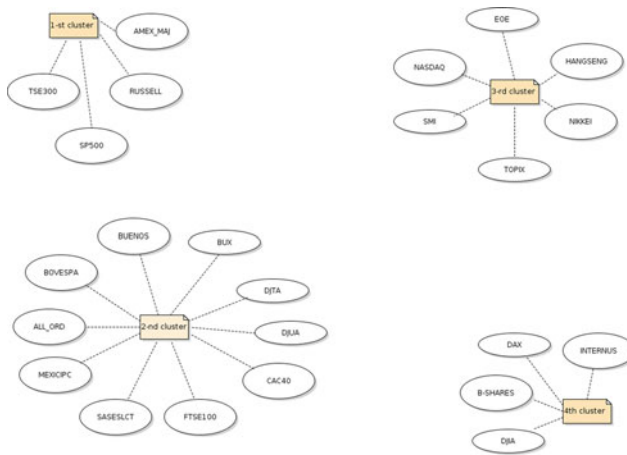 1-st cluster
AMEX_MAJ
TSE300
RUSSELL
SP500
EOE
NASDAQ
HANGSENG
3-rd cluster
SMI
NIKKEI
TOPIX
BUENOS
BUX
BOVESPA
DJTA
ALL_ORD
2-nd cluster
DJUA
MEXICIPC
CAC40
SASESLCT
FTSE100
DAX
INTERNUS
B-SHARES
4th cluster
DJIA